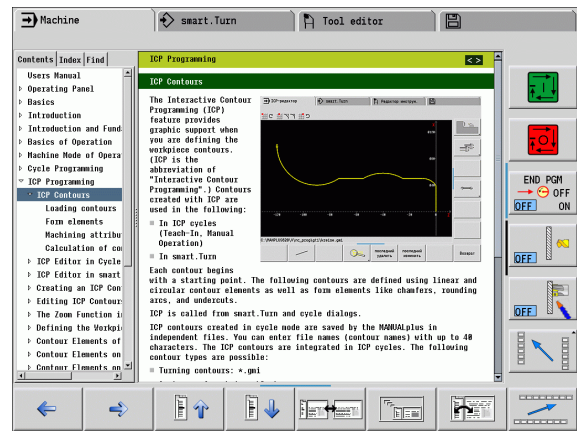 Machine
smart.Turn
Tool editor
Contents Index Find
Users Manual
Operating Panel
Basics
Introduction
Introduction and Fund
Basics of Operation
Machine Mode of Opera
Cycle Programming
ICP Programming
ICP Contours
Loading contours
Form elements
Machining attribu
Calculation of co
ICP Editor in Cycle
ICP Editor in smart
Creating an ICP Con
Editing ICP Contour
The Zoom Function i
Defining the Workpi
Contour Elements of
Contour Elements on
Contour Elements on
ICP Programming
< >
ICP Contours
The Interactive Contour
Programming (ICP)
feature provides
graphic support when
you are defining the
workpiece contours.
(ICP is the
abbreviation of
"Interactive Contour
Programming".) Contours
created with ICP are
used in the following:
In ICP cycles
(Teach-In, Manual
Operation)
In smart.Turn
ICP-редактор
smart.Turn
Редактор инструм.
последний
удалить
последний
изменить
Возврат
Each contour begins
with a starting point. The following contours are defined using linear and
circular contour elements as well as form elements like chamfers, rounding
arcs, and undercuts.
ICP is called from smart.Turn and cycle dialogs.
ICP contours created in cycle mode are saved by the MANUALplus in
independent files. You can enter file names (contour names) with up to 40
characters. The ICP contours are integrated in ICP cycles. The following
contour types are possible:
Turning contours: *.gmi
END PGM
OFF
OFF ON
OFF
OFF